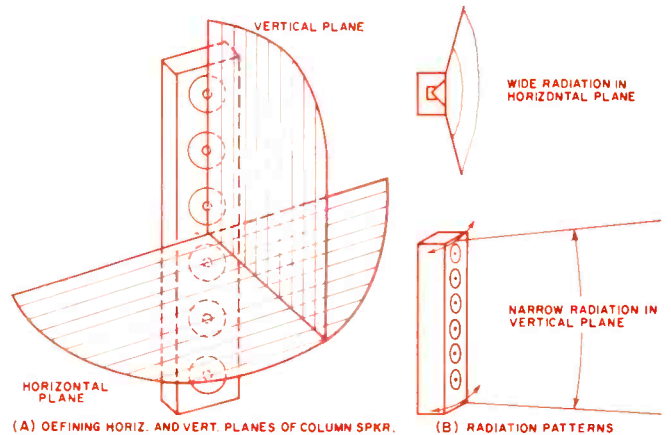 VERTICAL PLANE
WIDE RADIATION IN
HORIZONTAL PLANE
NARROW RADIATION IN
VERTICAL PLANE
HORIZONTAL
PLANE
(A) DEFINING HORIZ. AND VERT. PLANES OF COLUMN SPKR.
(B) RADIATION PATTERNS